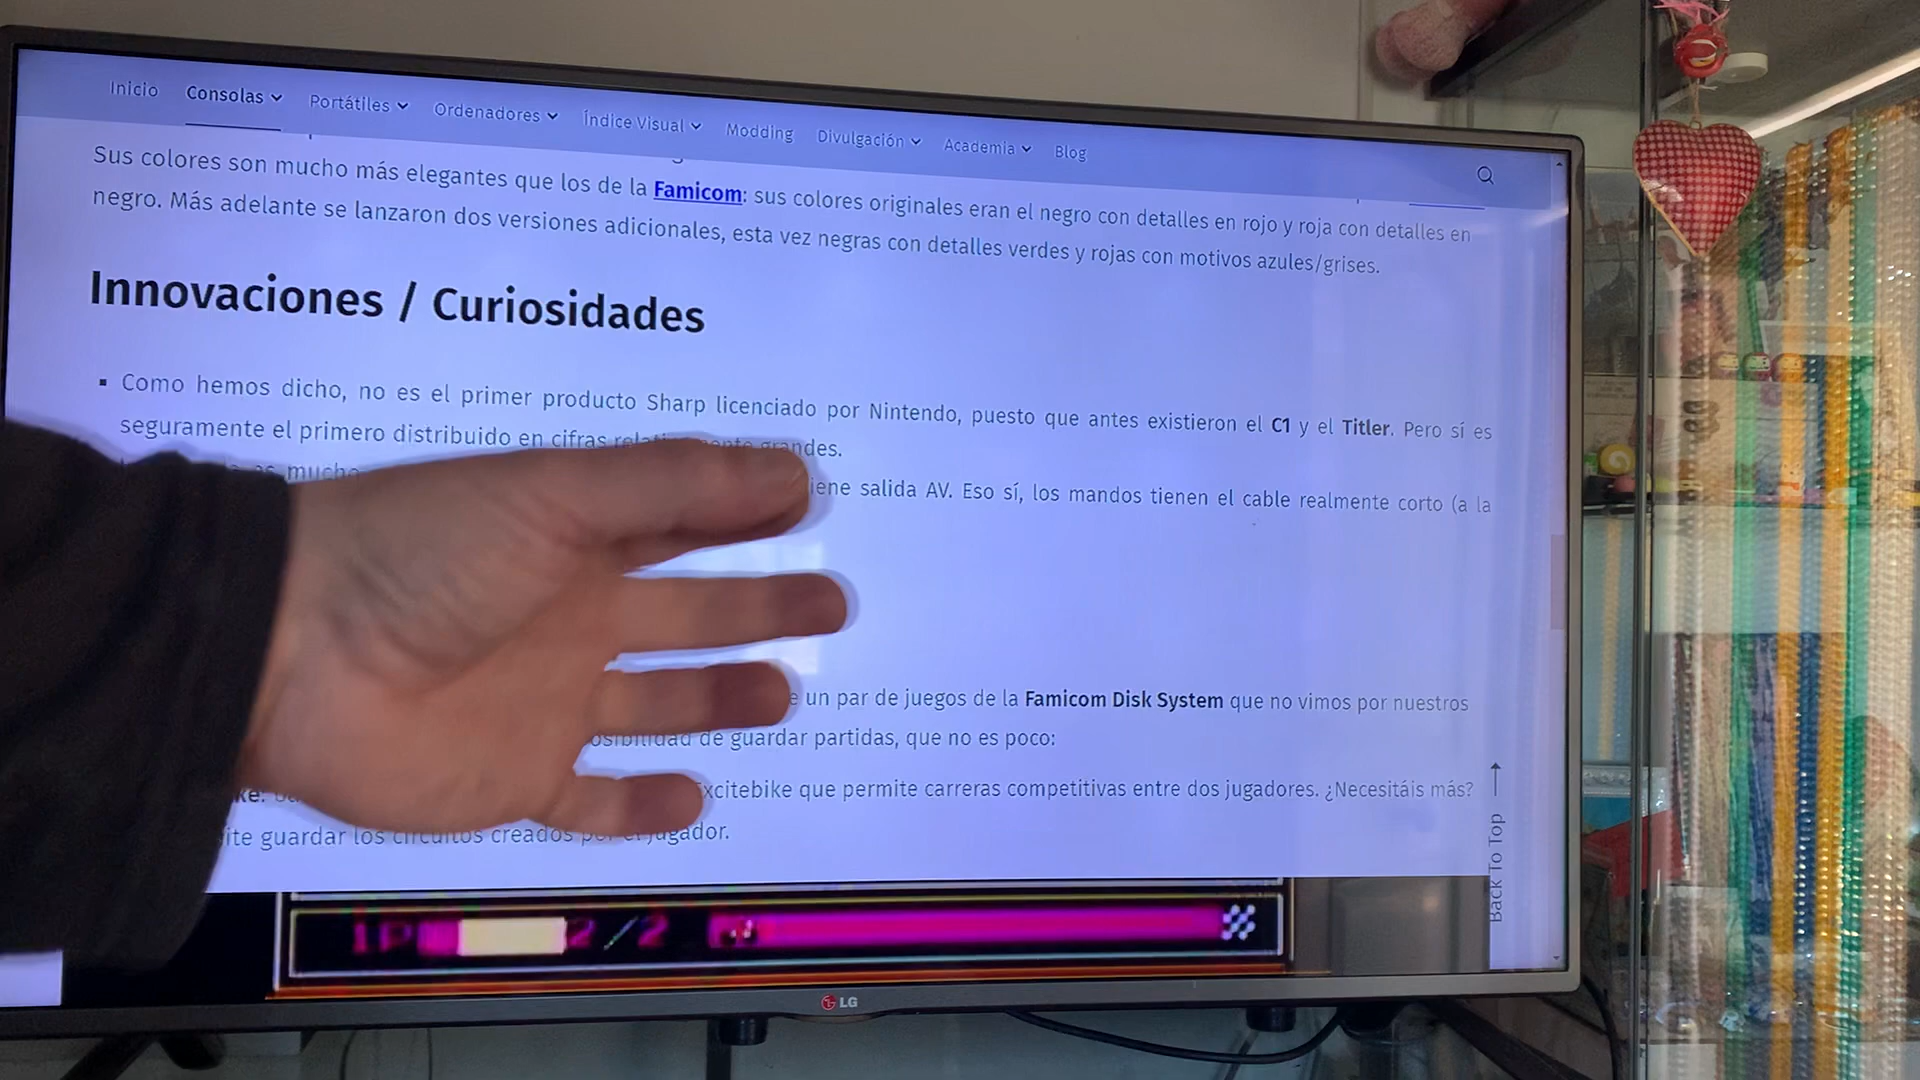 Inicio Consolas Portátiles Ordenadores Índice Visual Modding Divulgación Academia Blog
Sus colores son mucho más elegantes que los de la Famicom: sus colores originales eran el negro con detalles en rojo y roja con detalles en
negro. Más adelante se lanzaron dos versiones adicionales, esta vez negras con detalles verdes y rojas con motivos azules/grises.
Innovaciones / Curiosidades
Como hemos dicho, no es el primer producto Sharp licenciado por Nintendo, puesto que antes existieron el C1 y el Titler. Pero sí es
seguramente el primero distribuido en cifras grandes.
mucho salida AV. Eso sí, los mandos tienen el cable realmente corto (a la
un par de juegos de la Famicom Disk System que no vimos por nuestros
de guardar partidas, que no es poco:
que permite carreras competitivas entre dos jugadores. ¿Necesitáis más?
guardar los circuitos creados jugador.
Back To Top
1P 2/2
LG